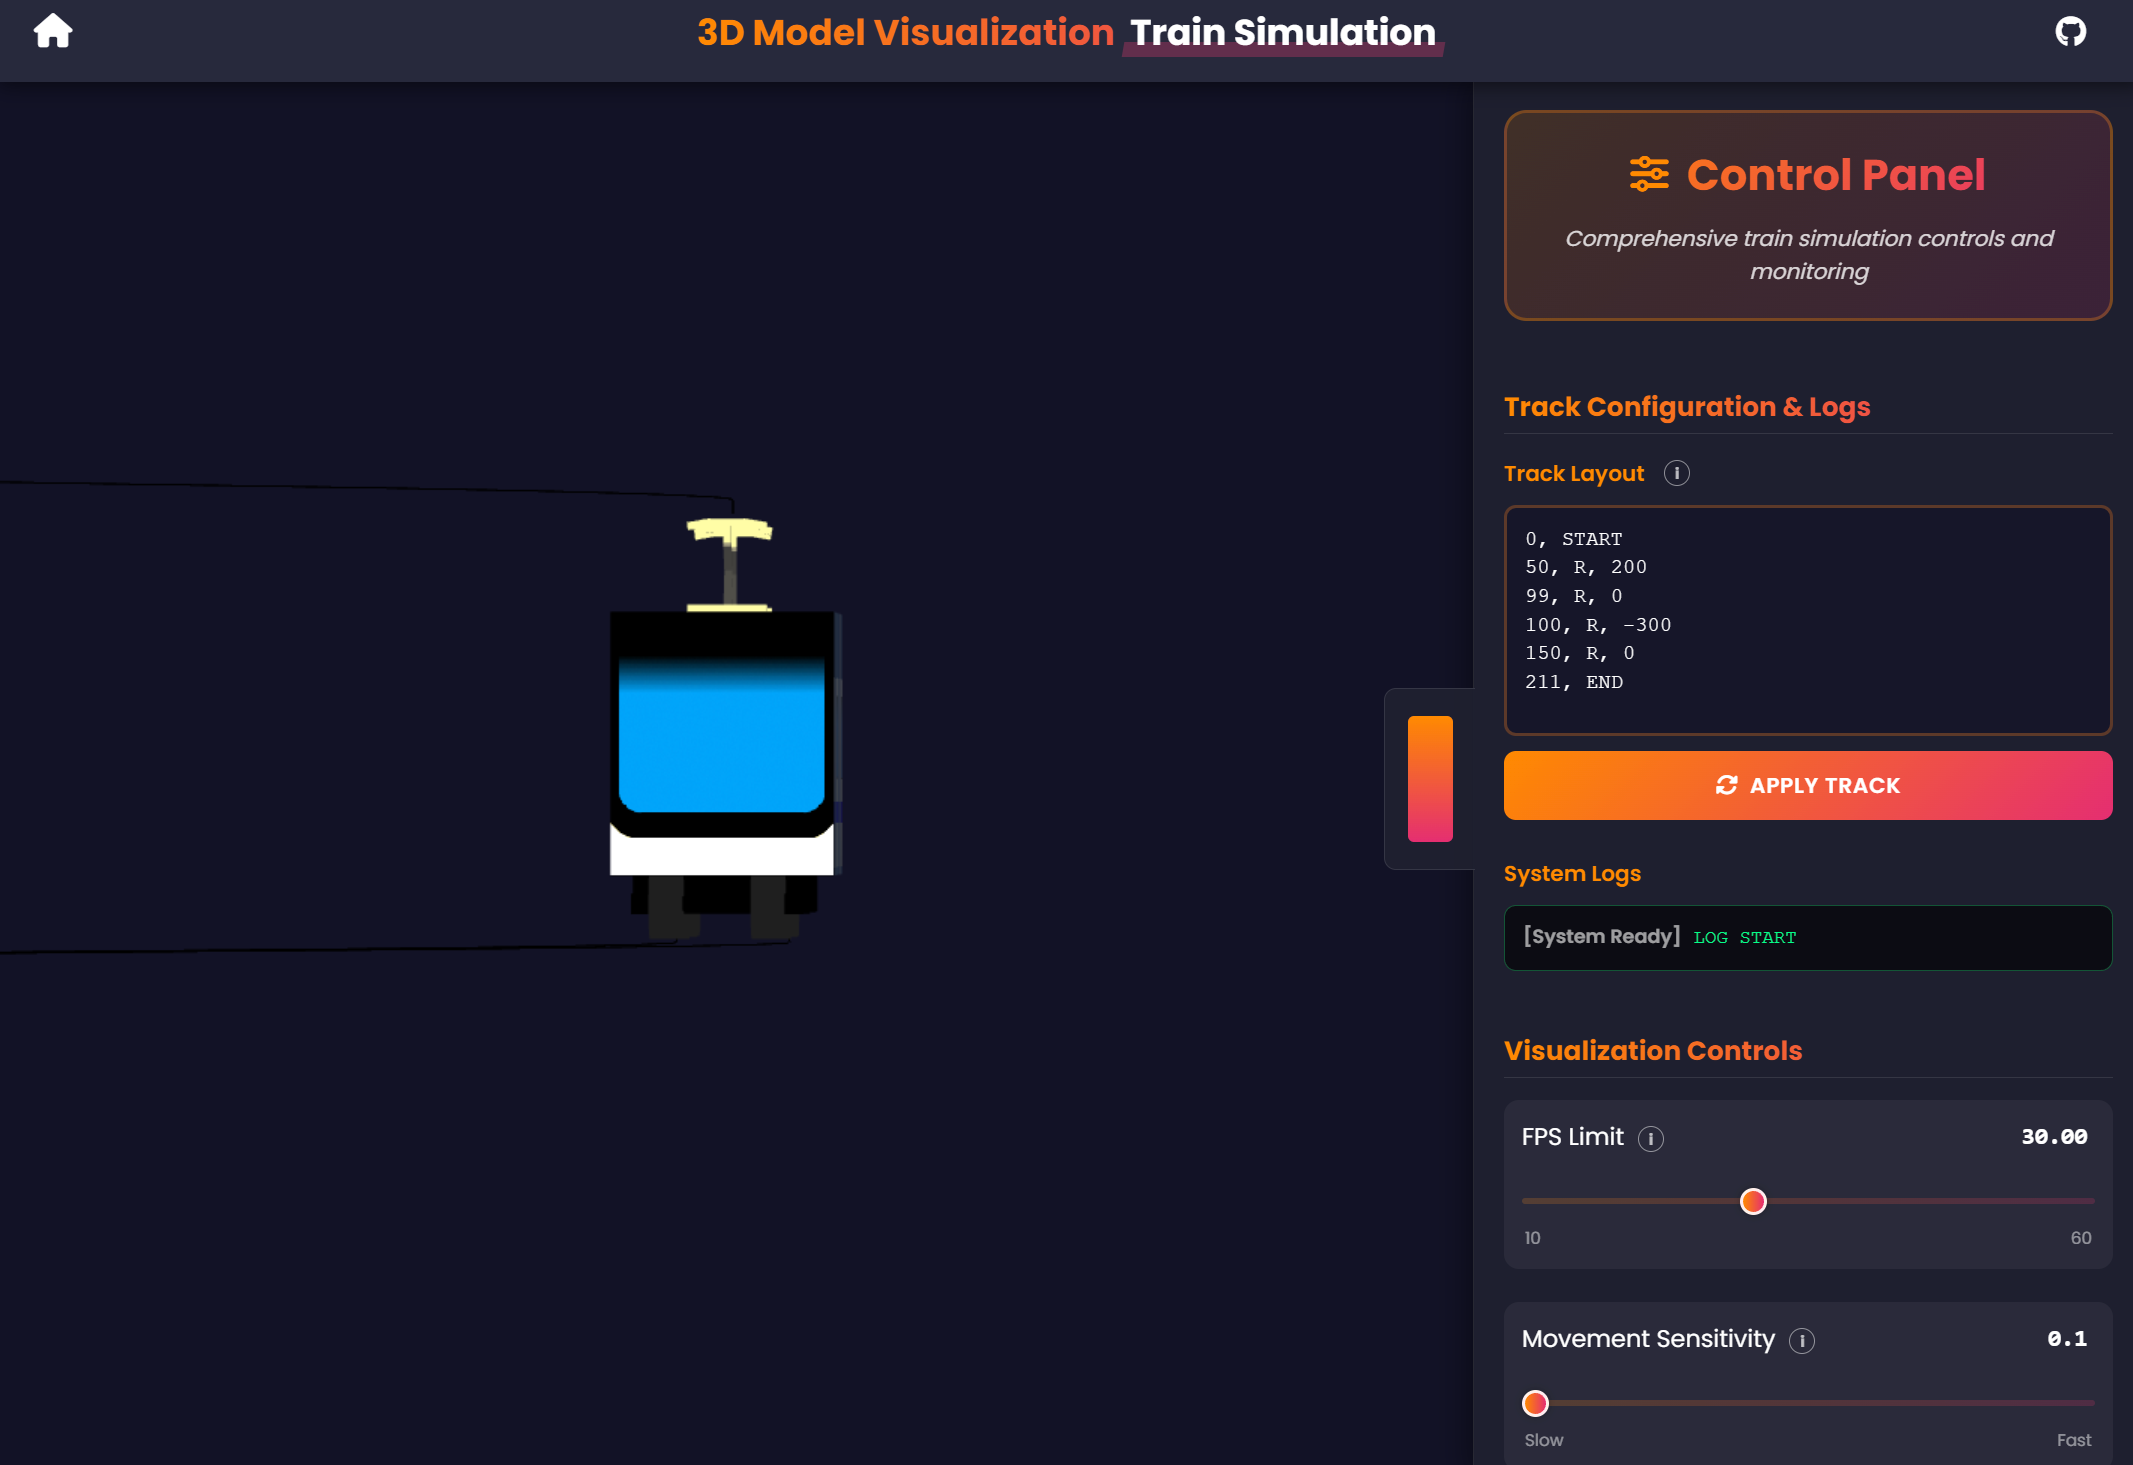 3D Model Visualization Train Simulation
Control Panel
Comprehensive train simulation controls and
monitoring
Track Configuration & Logs
Track Layout
0, START
50, R, 200
99, R, 0
100, R, -300
150, R, 0
211, END
APPLY TRACK
System Logs
[System Ready] LOG START
Visualization Controls
FPS Limit 30.00
10 60
Movement Sensitivity 0.1
Slow Fast